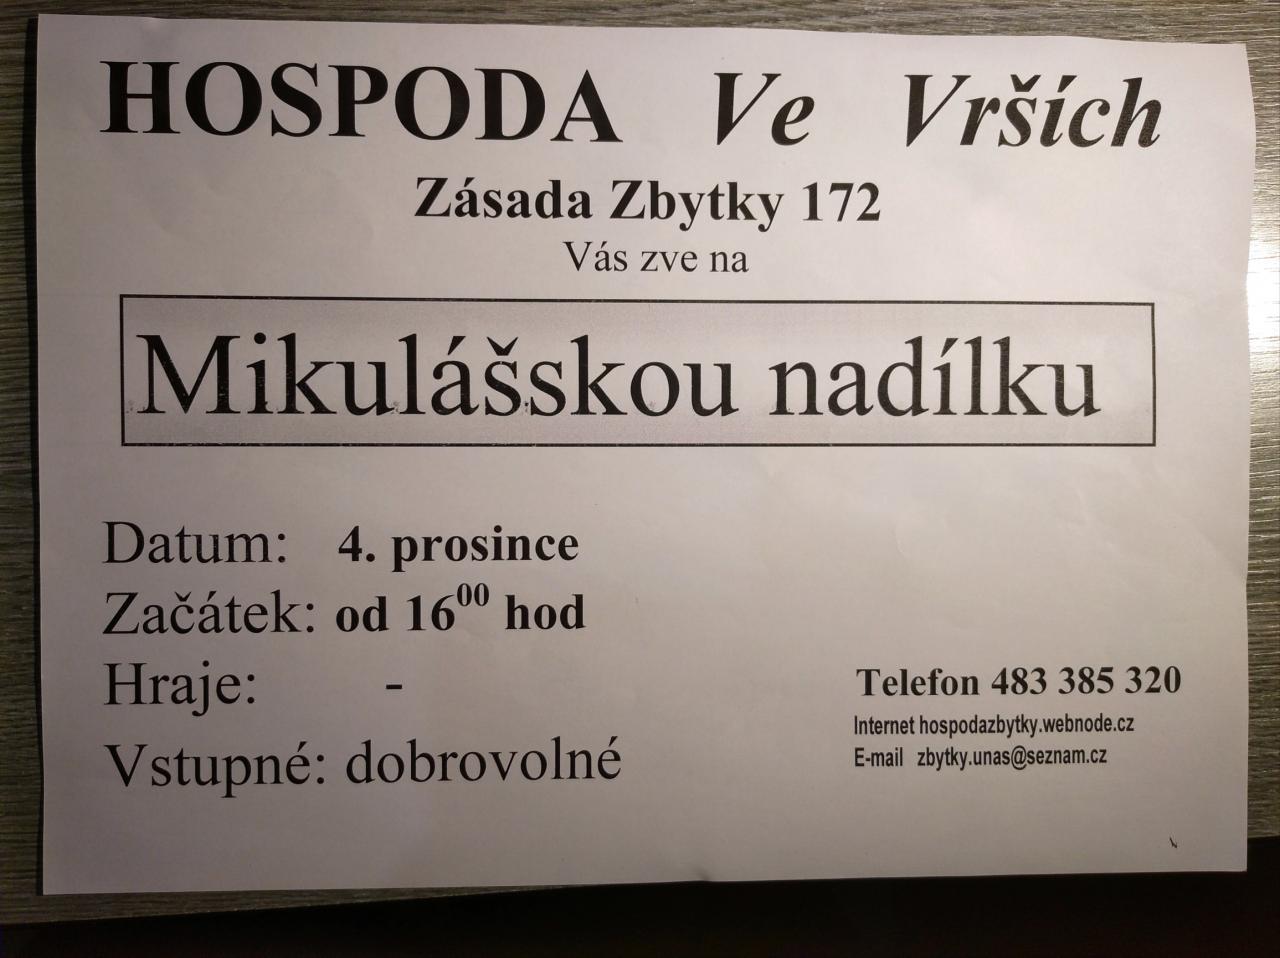 HOSPODA Ve Vrších
Zásada Zbytky 172
Vás zve na
Mikulášskou nadílku
Datum: 4. prosince
Začátek: od 16⁰⁰ hod
Hraje: -
Vstupné: dobrovolné
Telefon 483 385 320
Internet hospodazbytky.webnode.cz
E-mail zbytky.unas@seznam.cz